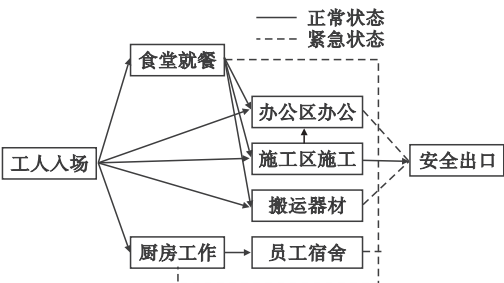 正常状态
紧急状态
食堂就餐
办公区办公
工人入场
施工区施工
安全出口
搬运器材
厨房工作
员工宿舍